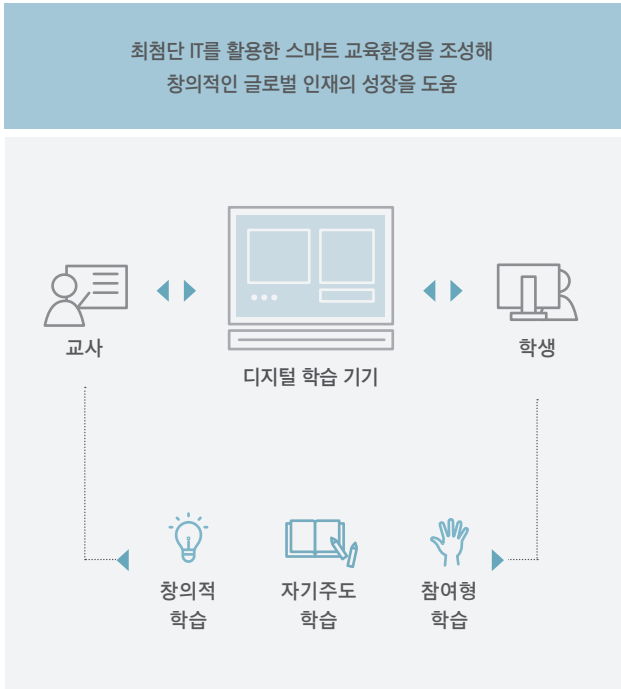 최첨단 IT를 활용한 스마트 교육환경을 조성해
창의적인 글로벌 인재의 성장을 도움
교사
디지털 학습 기기
학생
창의적
학습
자기주도
학습
참여형
학습